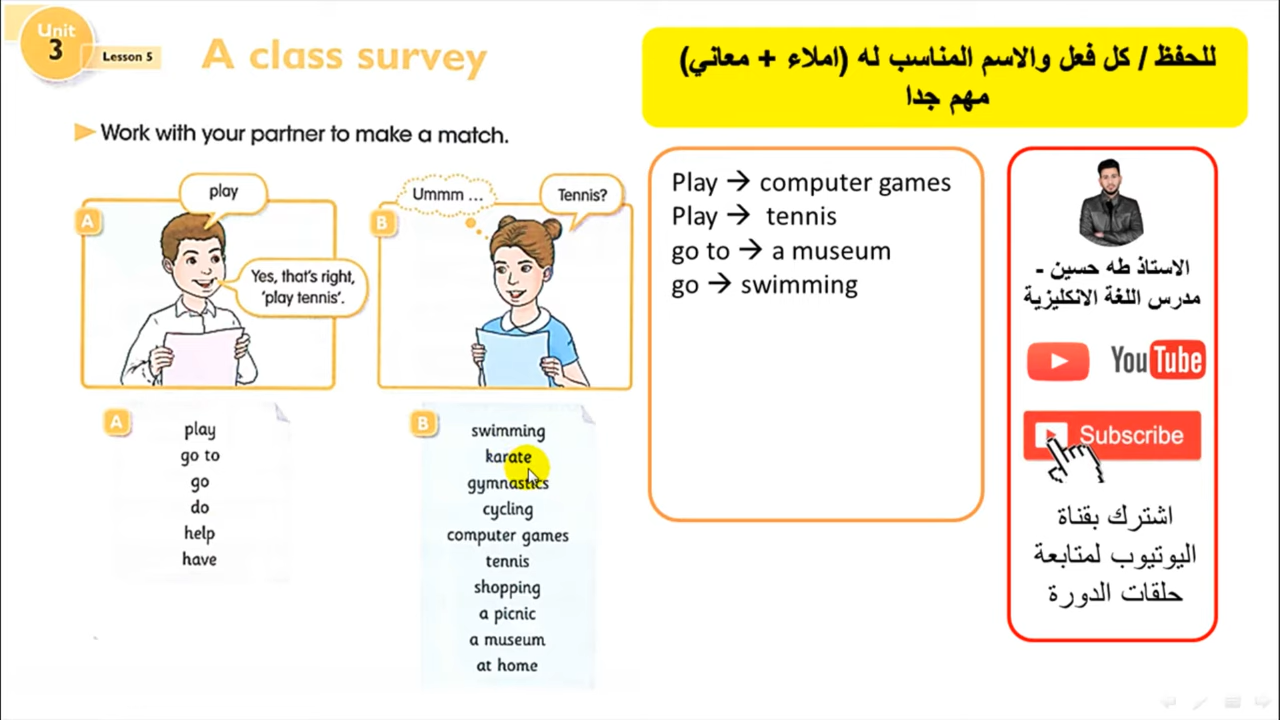 Unit
3
Lesson 5
A class survey
Work with your partner to make a match.
A
play
Yes, that's right,
'play tennis'.
B
Ummm ...
Tennis?
A
play
go to
go
do
help
have
B
swimming
karate
gymnastics
cycling
computer games
tennis
shopping
a picnic
a museum
at home
للحفظ / كل فعل والاسم المناسب له (املاء + معاني)
مهم جدا
Play → computer games
Play → tennis
go to → a museum
go → swimming
الاستاذ طه حسين -
مدرس اللغة الانكليزية
YouTube
Subscribe
اشترك بقناة
اليوتيوب لمتابعة
حلقات الدورة